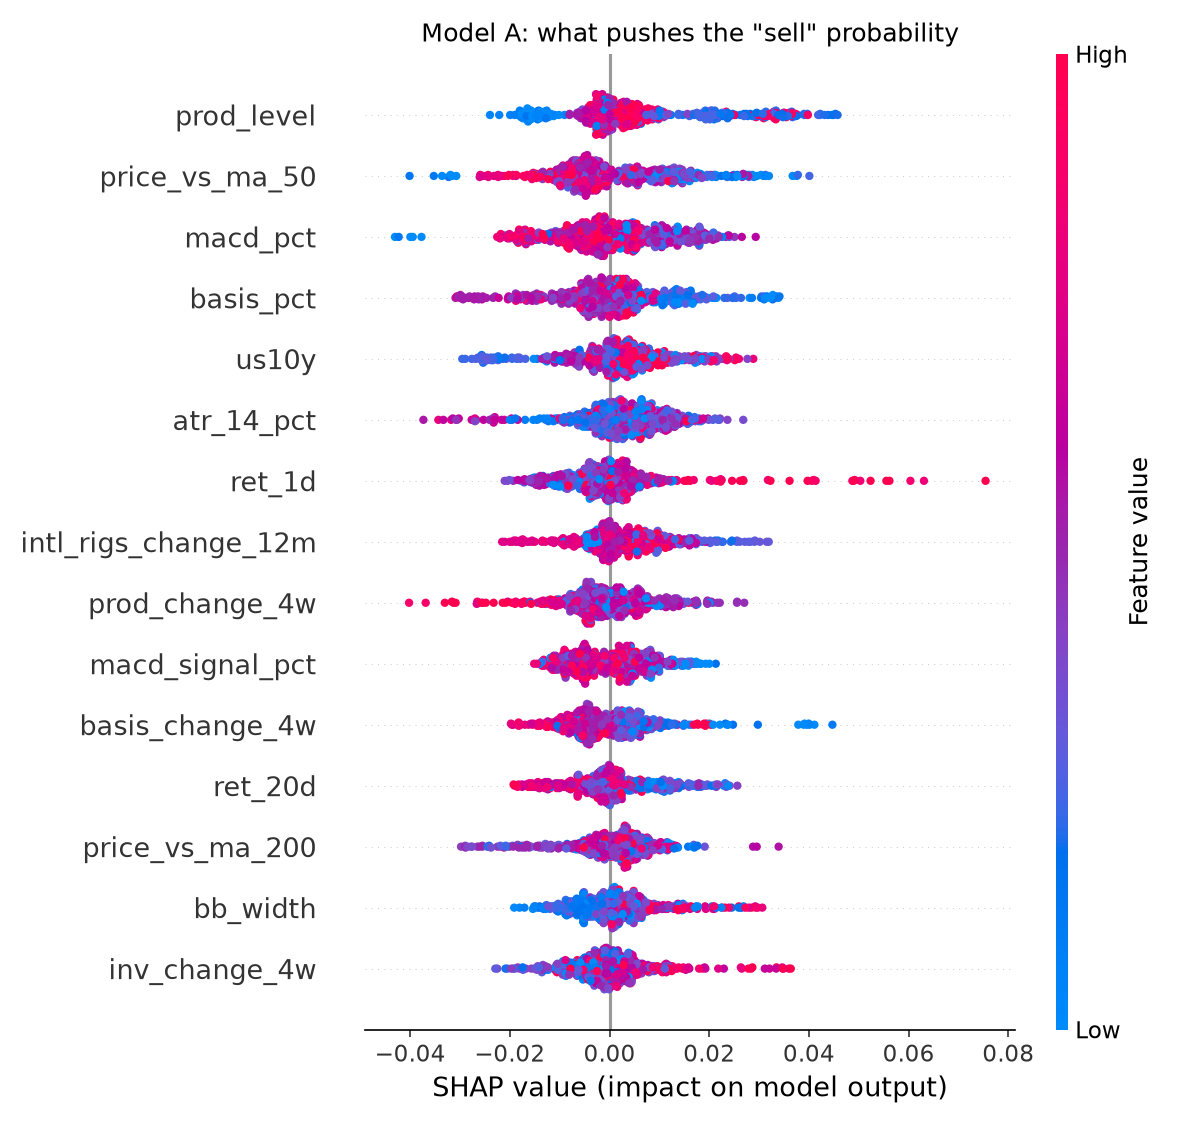 Model A: what pushes the "sell" probability
High
prod_level
price_vs_ma_50
macd_pct
basis_pct
us10y
atr_14_pct
ret_1d
intl_rigs_change_12m
prod_change_4w
macd_signal_pct
basis_change_4w
ret_20d
price_vs_ma_200
bb_width
inv_change_4w
Feature value
Low
−0.04 −0.02 0.00 0.02 0.04 0.06 0.08
SHAP value (impact on model output)